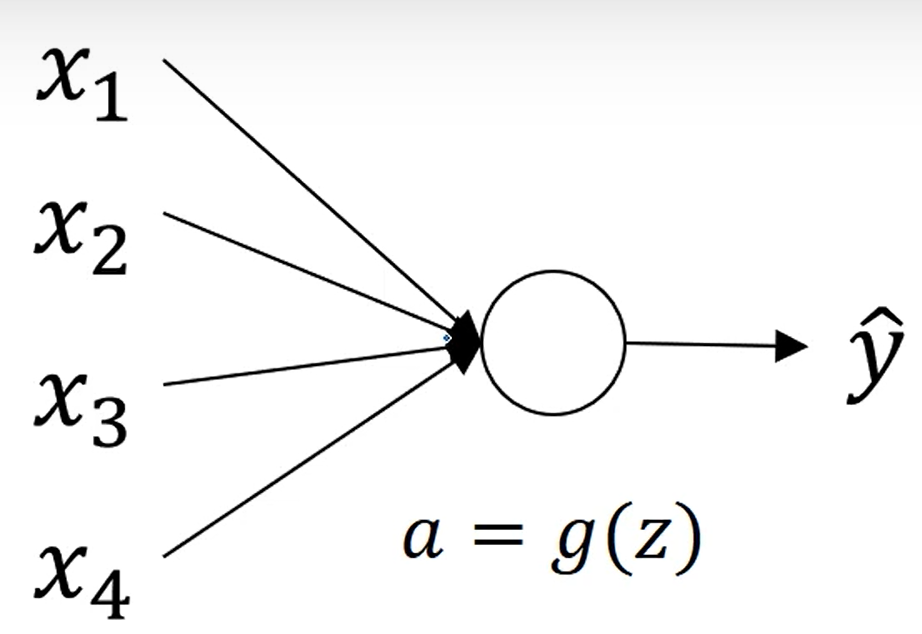 x₁
x₂
x₃
x₄
ŷ
a = g(z)